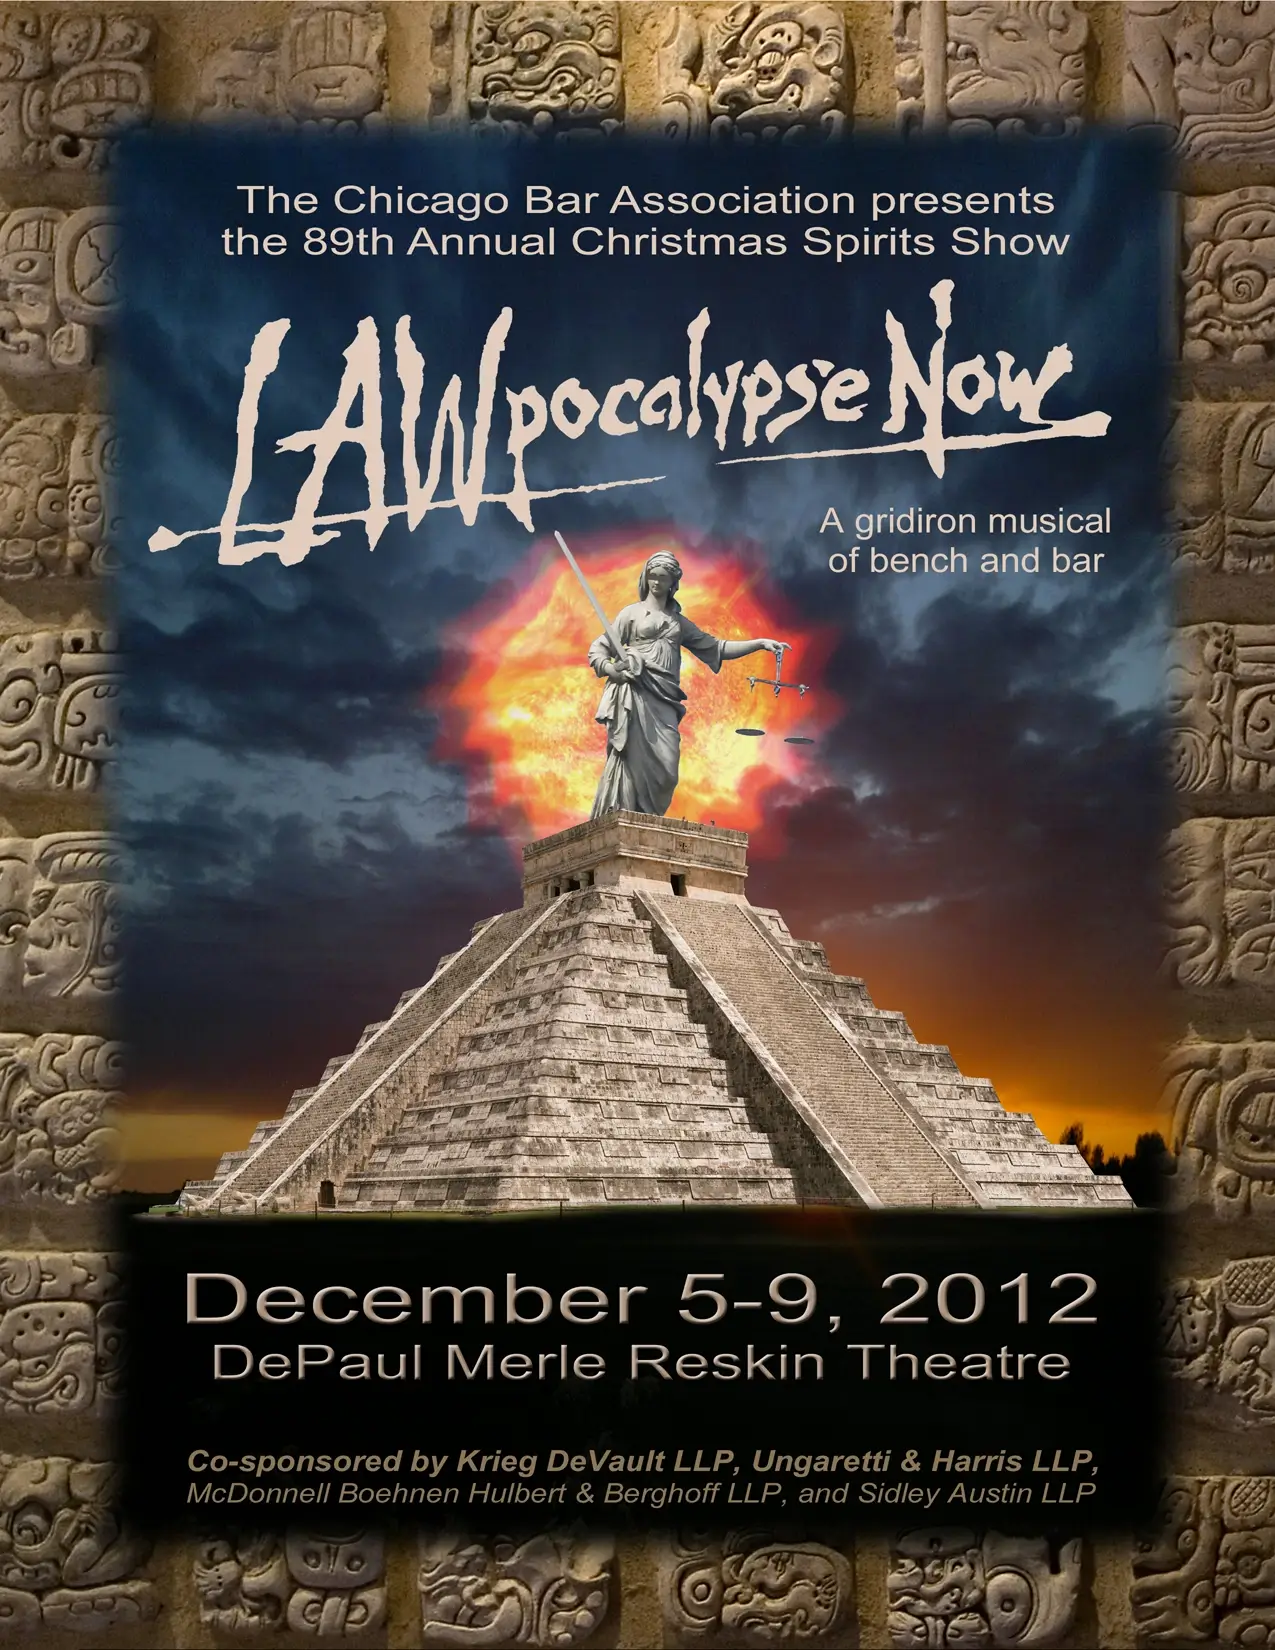 The Chicago Bar Association presents
the 89th Annual Christmas Spirits Show
LAWpocalypse Now
A gridiron musical
of bench and bar
December 5-9, 2012
DePaul Merle Reskin Theatre
Co-sponsored by Krieg DeVault LLP, Ungaretti & Harris LLP,
McDonnell Boehnen Hulbert & Berghoff LLP, and Sidley Austin LLP